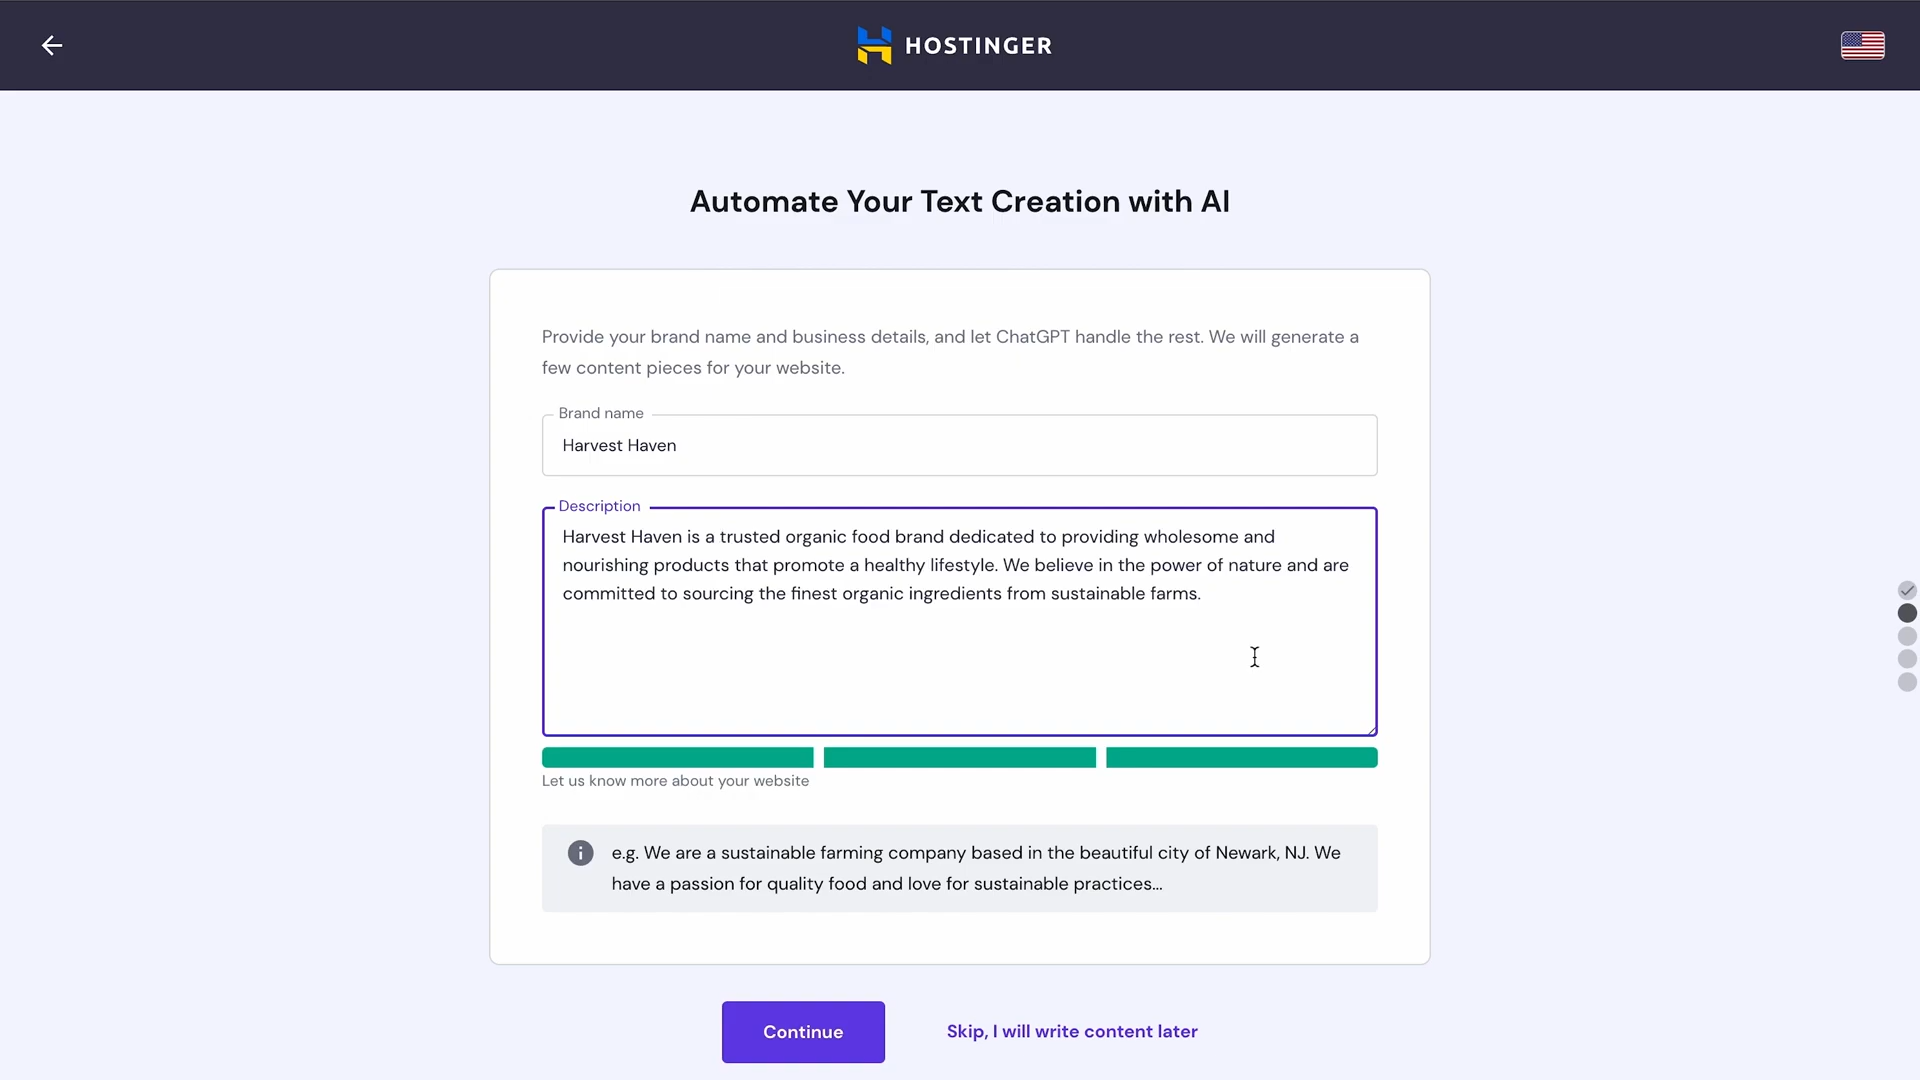 HOSTINGER
Automate Your Text Creation with AI
Provide your brand name and business details, and let ChatGPT handle the rest. We will generate a
few content pieces for your website.
Brand name
Harvest Haven
Description
Harvest Haven is a trusted organic food brand dedicated to providing wholesome and
nourishing products that promote a healthy lifestyle. We believe in the power of nature and are
committed to sourcing the finest organic ingredients from sustainable farms.
Let us know more about your website
e.g. We are a sustainable farming company based in the beautiful city of Newark, NJ. We
have a passion for quality food and love for sustainable practices...
Continue
Skip, I will write content later